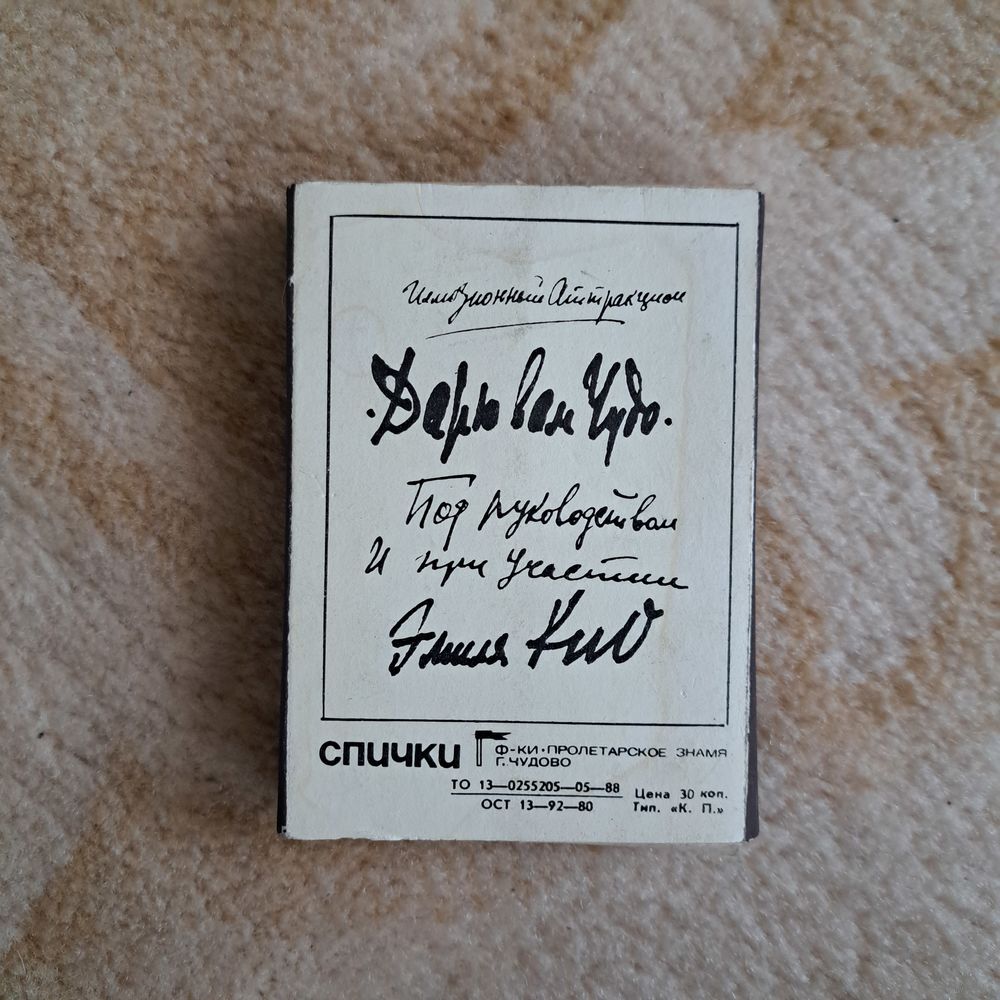 Иллюзионный Аттракцион
·Дарю вам Чудо·
Под руководством
И при участии
Эмиля Кио
СПИЧКИ Ф-КИ·ПРОЛЕТАРСКОЕ ЗНАМЯ
Г.ЧУДОВО
ТО 13—0255205—05—88
ОСТ 13—92—80
Цена 30 коп.
Тип. «К. П.»